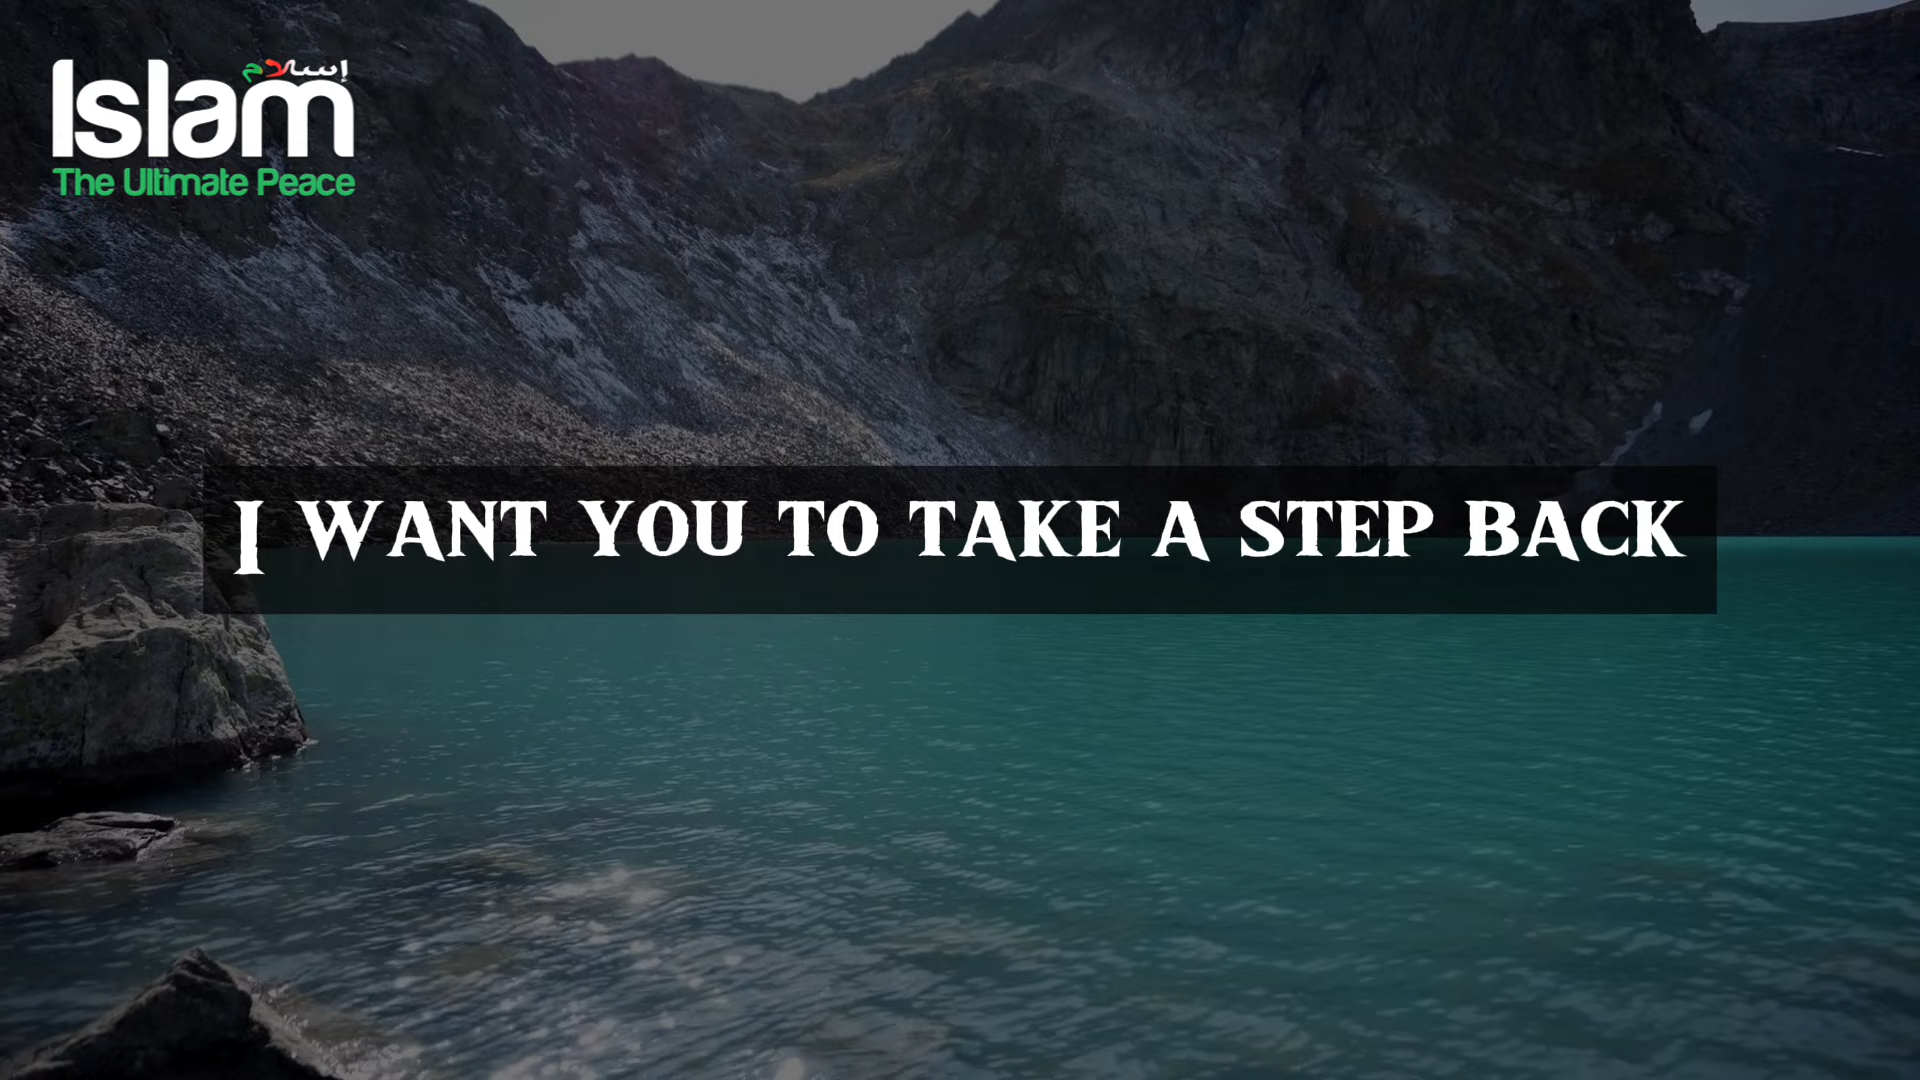 إسلام
Islam
The Ultimate Peace
I WANT YOU TO TAKE A STEP BACK